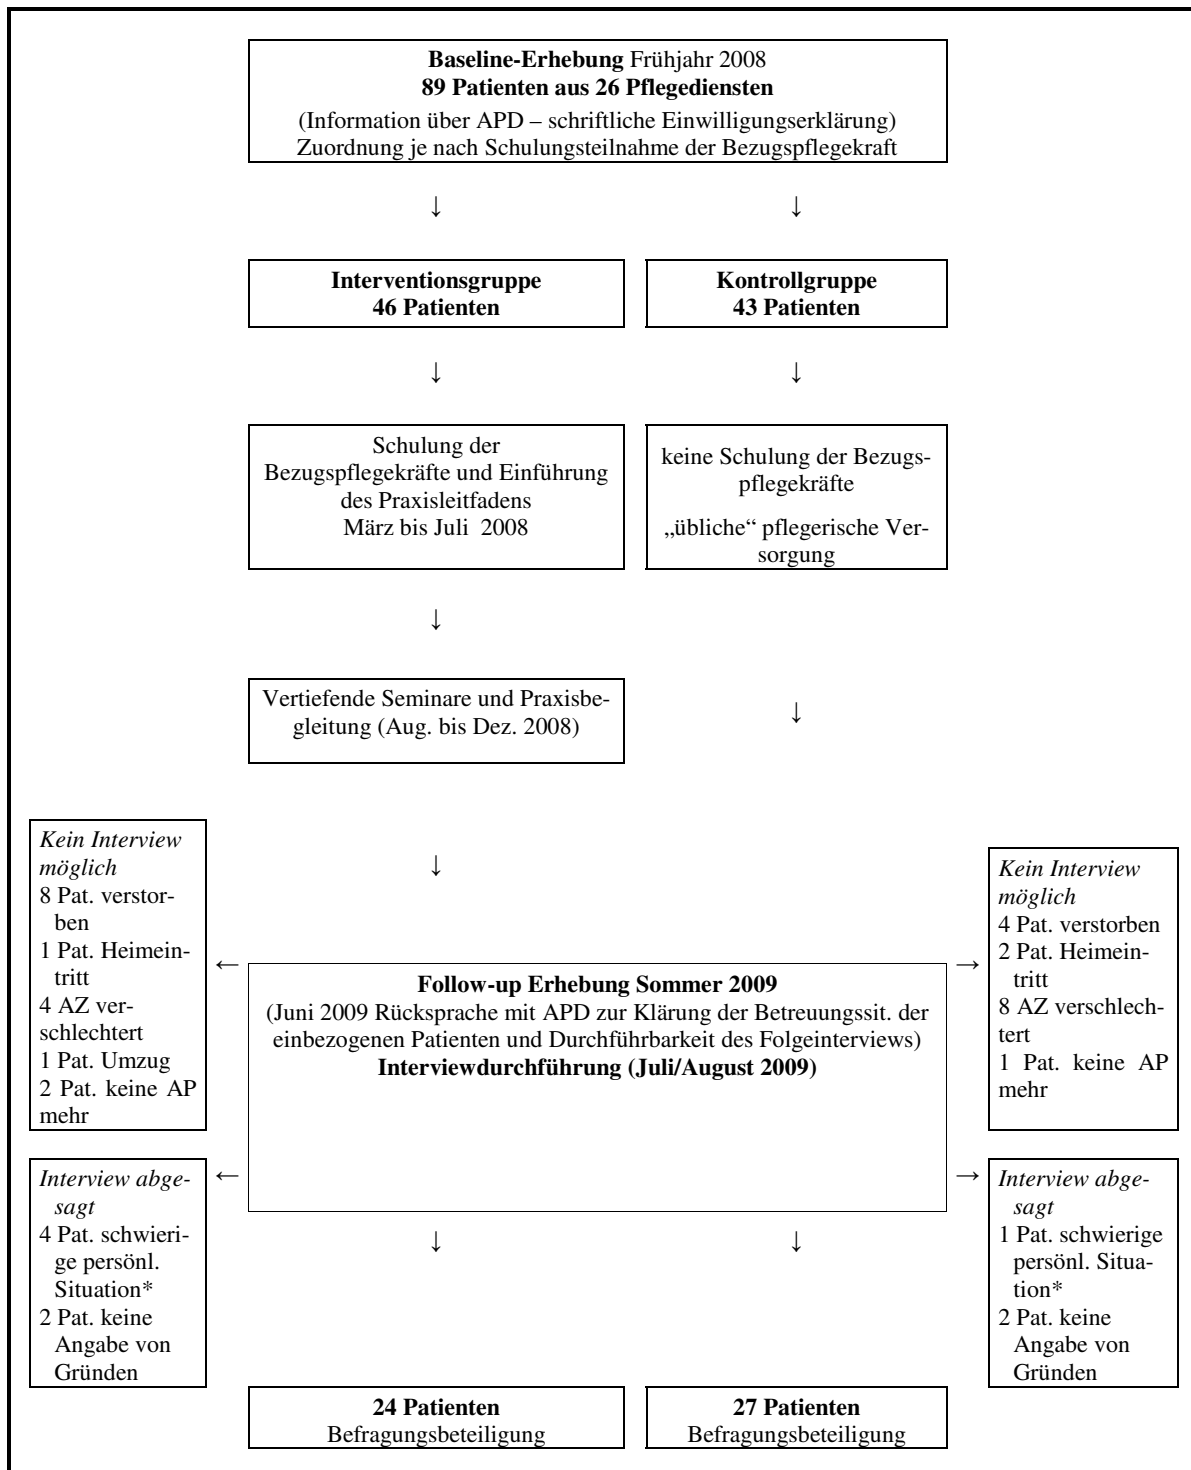 Baseline-Erhebung Frühjahr 2008
89 Patienten aus 26 Pflegediensten
(Information über APD – schriftliche Einwilligungserklärung)
Zuordnung je nach Schulungsteilnahme der Bezugspflegekraft
↓ ↓
Interventionsgruppe
46 Patienten
Kontrollgruppe
43 Patienten
↓ ↓
Schulung der
Bezugspflegekräfte und Einführung
des Praxisleitfadens
März bis Juli 2008
keine Schulung der Bezugs-
pflegekräfte
„übliche“ pflegerische Ver-
sorgung
↓
Vertiefende Seminare und Praxisbe-
gleitung (Aug. bis Dez. 2008)
↓
Kein Interview
möglich
8 Pat. verstor-
ben
1 Pat. Heimein-
tritt
4 AZ ver-
schlechtert
1 Pat. Umzug
2 Pat. keine AP
mehr
↓
←
Follow-up Erhebung Sommer 2009
(Juni 2009 Rücksprache mit APD zur Klärung der Betreuungssit. der
einbezogenen Patienten und Durchführbarkeit des Folgeinterviews)
Interviewdurchführung (Juli/August 2009)
→
Kein Interview
möglich
4 Pat. verstorben
2 Pat. Heimein-
tritt
8 AZ verschlech-
tert
1 Pat. keine AP
mehr
Interview abge-
sagt
4 Pat. schwieri-
ge persönl.
Situation*
2 Pat. keine
Angabe von
Gründen
←
→
Interview abge-
sagt
1 Pat. schwierige
persönl. Situa-
tion*
2 Pat. keine
Angabe von
Gründen
↓ ↓
24 Patienten
Befragungsbeteiligung
27 Patienten
Befragungsbeteiligung